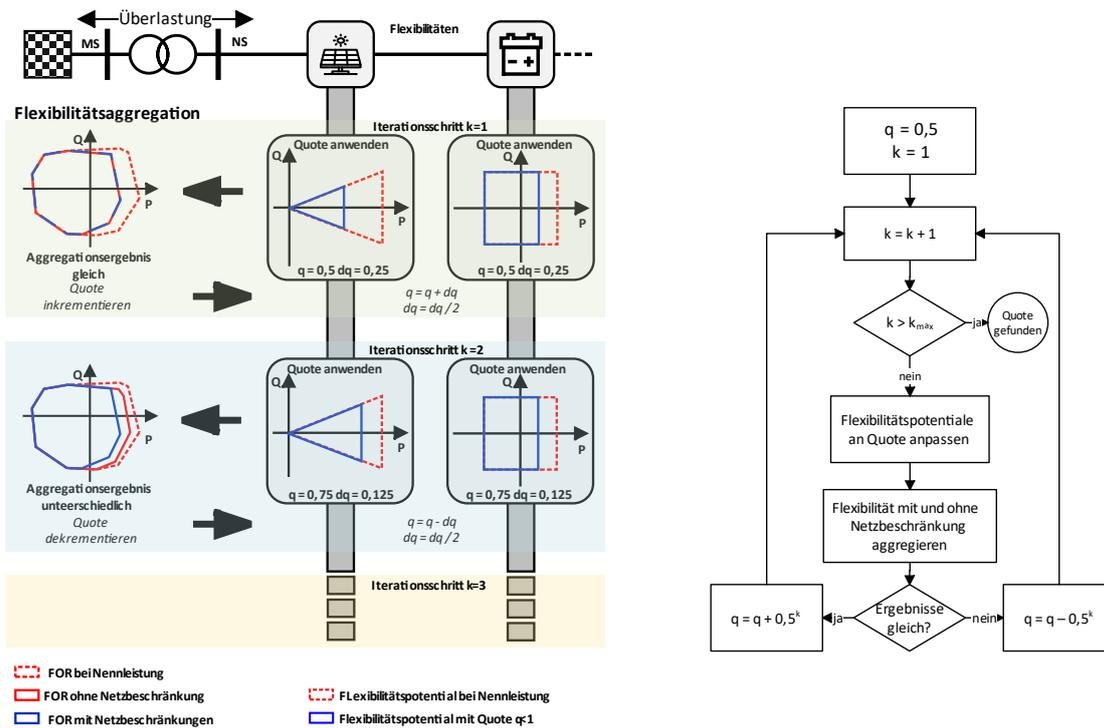 Überlastung
MS
NS
Flexibilitäten
Flexibilitätsaggregation
Iterationsschritt k=1
Q
P
Aggregationsergebnis
gleich
Quote
inkrementieren
Quote anwenden
Q
P
q = 0,5 dq = 0,25
Quote anwenden
Q
P
q = 0,5 dq = 0,25
q = q + dq
dq = dq / 2
Iterationsschritt k=2
Q
P
Aggregationsergebnis
unteerschiedlich
Quote
dekrementieren
Quote anwenden
Q
P
q = 0,75 dq = 0,125
Quote anwenden
Q
P
q = 0,75 dq = 0,125
q = q - dq
dq = dq / 2
Iterationsschritt k=3
FOR bei Nennleistung
FOR ohne Netzbeschränkung
FOR mit Netzbeschränkungen
FLexibilitätspotential bei Nennleistung
Flexibilitätspotential mit Quote q<1
q = 0,5
k = 1
k = k + 1
k > kmax
ja
Quote
gefunden
nein
Flexibilitätspotentiale
an Quote anpassen
Flexibilität mit und ohne
Netzbeschränkung
aggregieren
Ergebnisse
gleich?
ja
nein
q = q + 0,5^k
q = q – 0,5^k